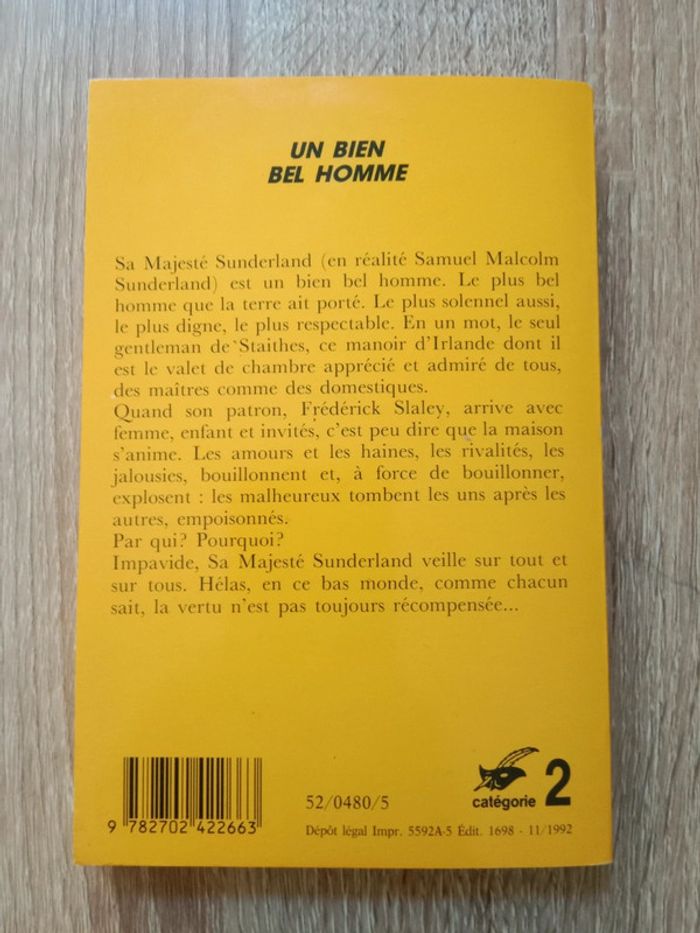 UN BIEN
BEL HOMME
Sa Majesté Sunderland (en réalité Samuel Malcolm
Sunderland) est un bien bel homme. Le plus bel
homme que la terre ait porté. Le plus solennel aussi,
le plus digne, le plus respectable. En un mot, le seul
gentleman de Staithes, ce manoir d'Irlande dont il
est le valet de chambre apprécié et admiré de tous,
des maîtres comme des domestiques.
Quand son patron, Frédérick Slaley, arrive avec
femme, enfant et invités, c'est peu dire que la maison
s'anime. Les amours et les haines, les rivalités, les
jalousies, bouillonnent et, à force de bouillonner,
explosent : les malheureux tombent les uns après les
autres, empoisonnés.
Par qui? Pourquoi?
Impavide, Sa Majesté Sunderland veille sur tout et
sur tous. Hélas, en ce bas monde, comme chacun
sait, la vertu n'est pas toujours récompensée...
9 782702 422663
52/0480/5
catégorie 2
Dépôt légal Impr. 5592A-5 Édit. 1698 - 11/1992